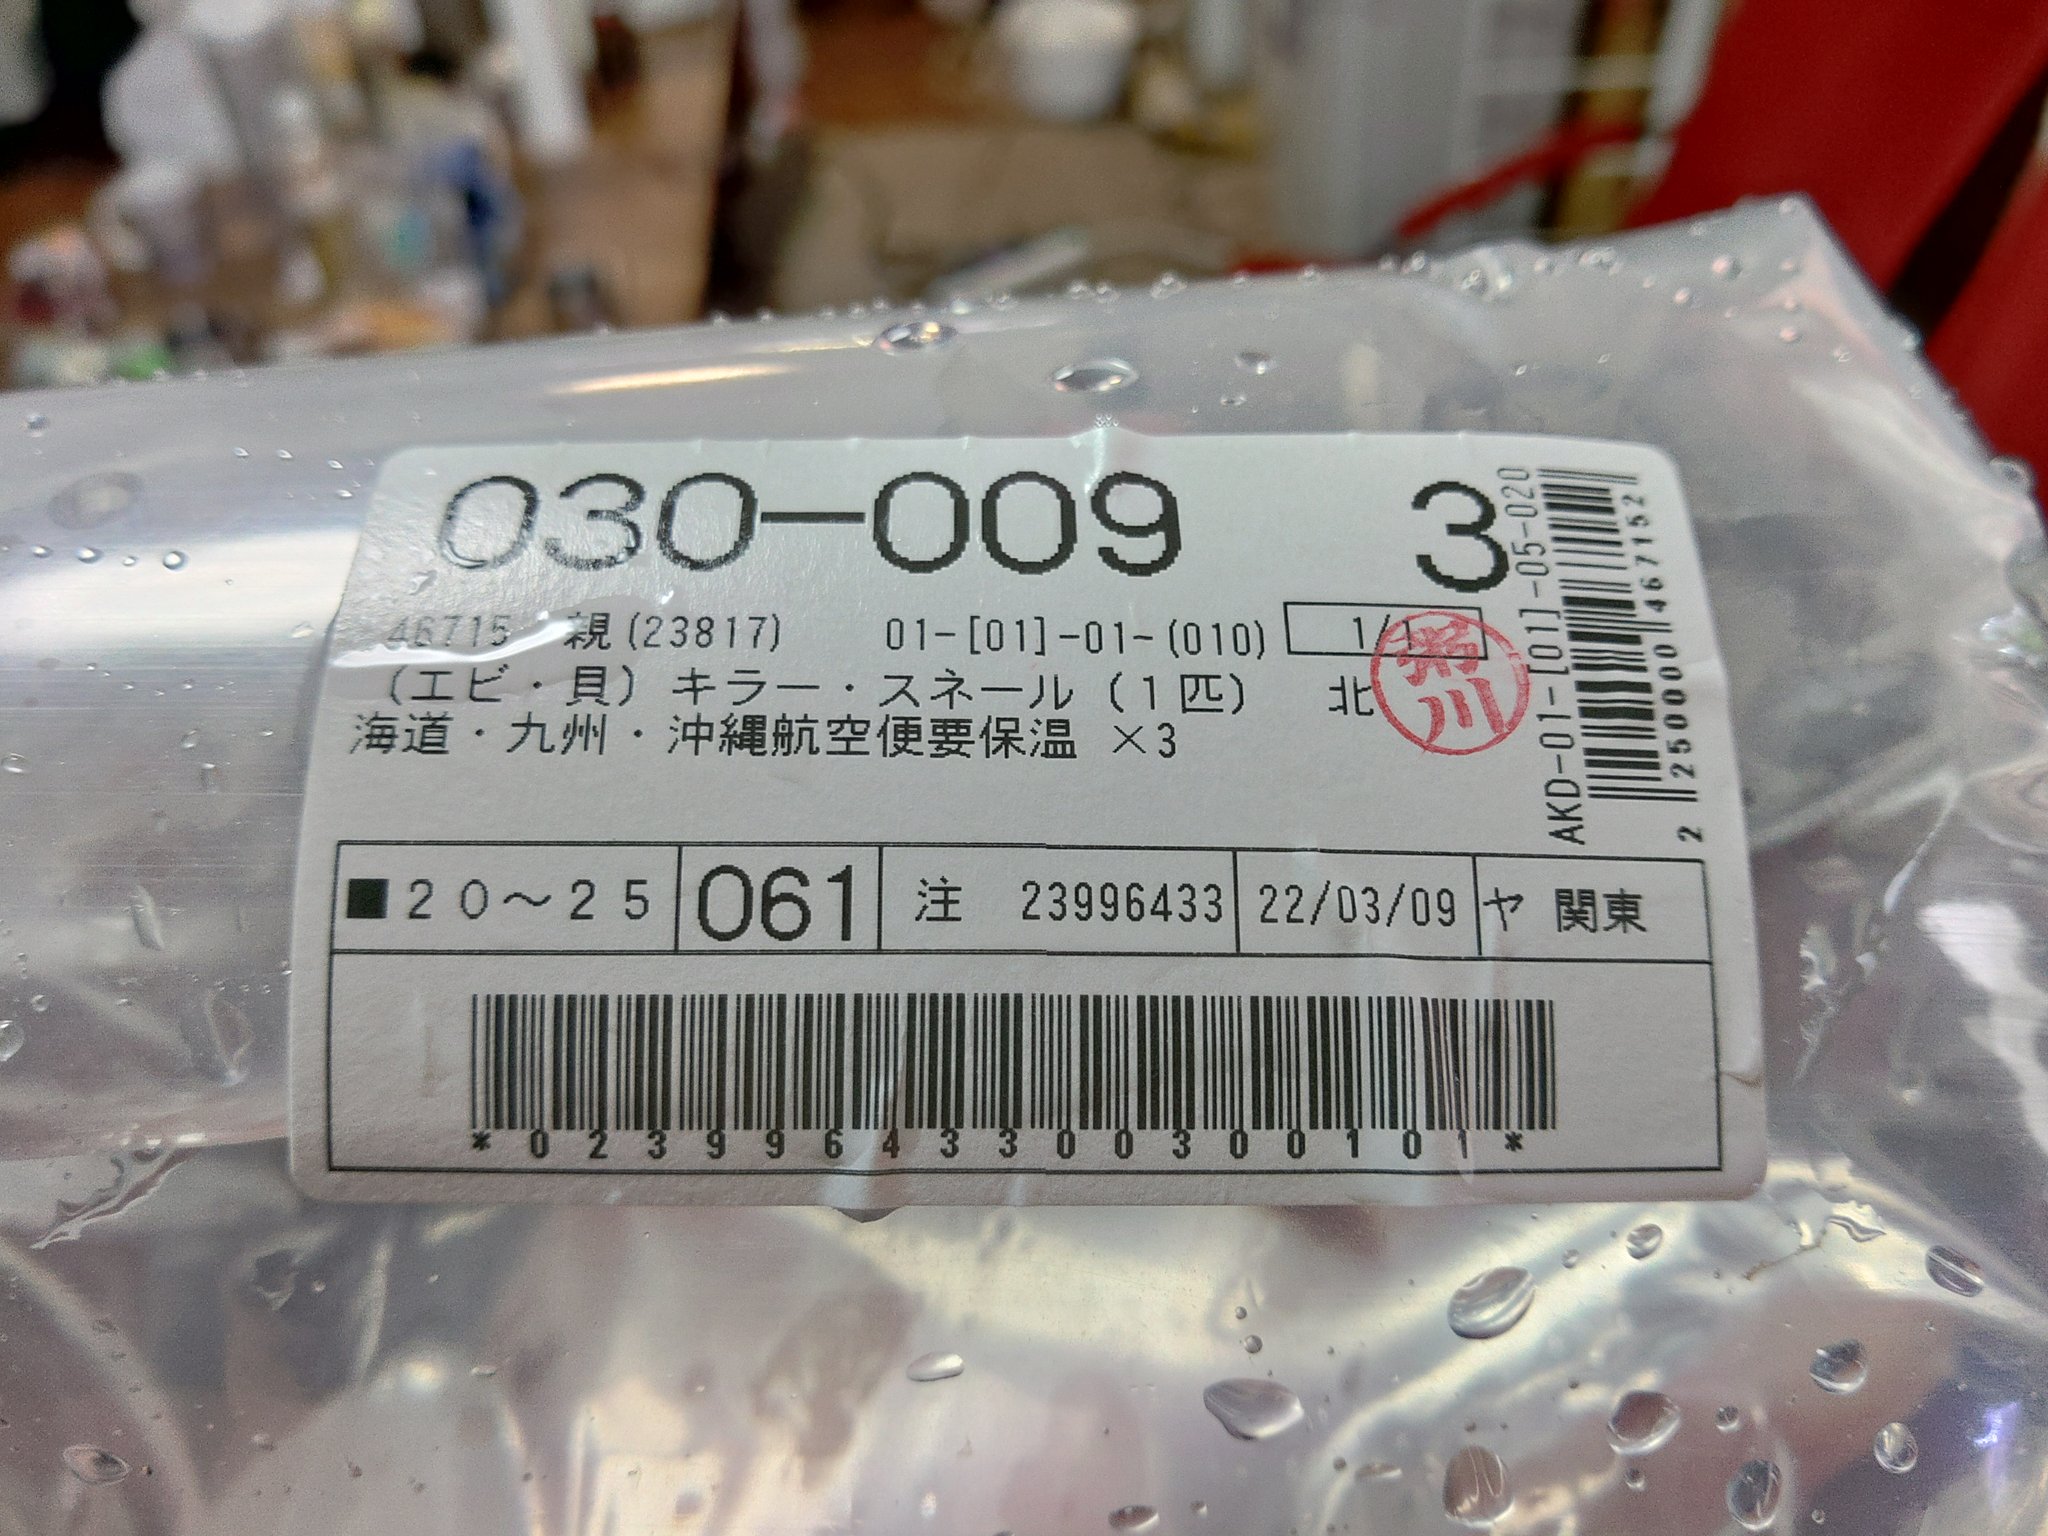 030-009 3
46715 親(23817) 01-[01]-01-(010) 1/1
(エビ・貝) キラー・スネール (1匹) 北
海道・九州・沖縄航空便要保温 ×3
■20～25 061 注 23996433 22/03/09 ヤ 関東
*02399643300300101*
AKD-01-[01]-05-020
2 250000 467152
2
川